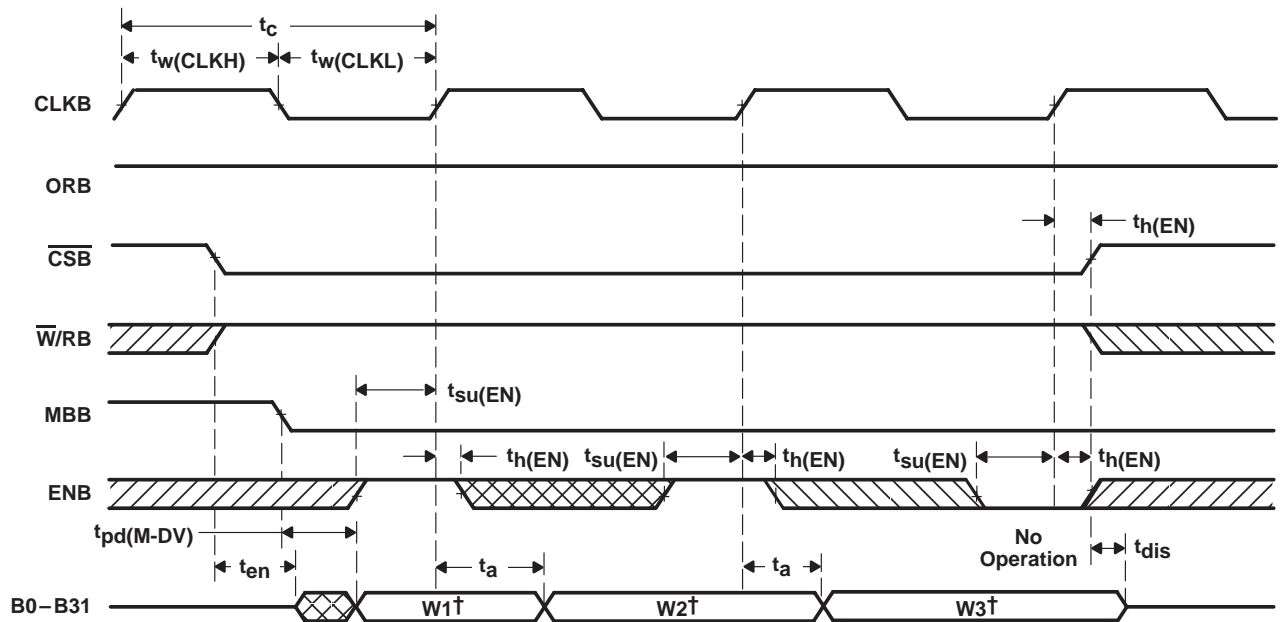 tc
tw(CLKH)
tw(CLKL)
CLKB
ORB
th(EN)
CSB
W/RB
tsu(EN)
MBB
th(EN)
tsu(EN)
th(EN)
tsu(EN)
th(EN)
ENB
tpd(M-DV)
No
Operation
tdis
ten
ta
ta
B0–B31
W1†
W2†
W3†